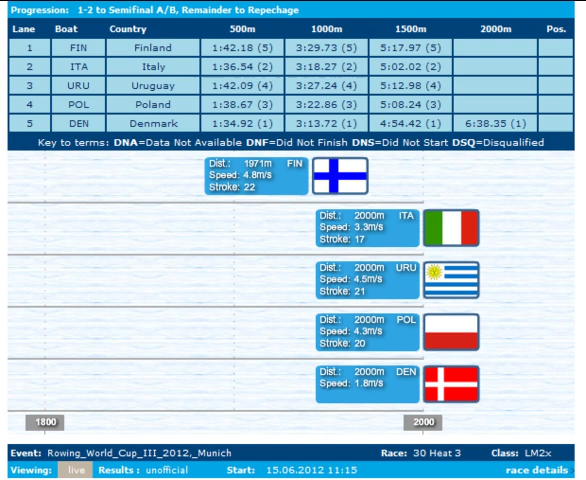 Progression: 1-2 to Semifinal A/B, Remainder to Repechage
Lane Boat Country 500m 1000m 1500m 2000m Pos.
1 FIN Finland 1:42.18 (5) 3:29.73 (5) 5:17.97 (5)
2 ITA Italy 1:36.54 (2) 3:18.27 (2) 5:02.02 (2)
3 URU Uruguay 1:42.09 (4) 3:27.24 (4) 5:12.98 (4)
4 POL Poland 1:38.67 (3) 3:22.86 (3) 5:08.24 (3)
5 DEN Denmark 1:34.92 (1) 3:13.72 (1) 4:54.42 (1) 6:38.35 (1)
Key to terms: DNA=Data Not Available DNF=Did Not Finish DNS=Did Not Start DSQ=Disqualified
Dist.: 1971m FIN
Speed: 4.8m/s
Stroke: 22
Dist.: 2000m ITA
Speed: 3.3m/s
Stroke: 17
Dist.: 2000m URU
Speed: 4.5m/s
Stroke: 21
Dist.: 2000m POL
Speed: 4.3m/s
Stroke: 20
Dist.: 2000m DEN
Speed: 1.8m/s
1800 2000
Event: Rowing_World_Cup_III_2012,_Munich Race: 30 Heat 3 Class: LM2x
Viewing: live Results : unofficial Start: 15.06.2012 11:15 race details